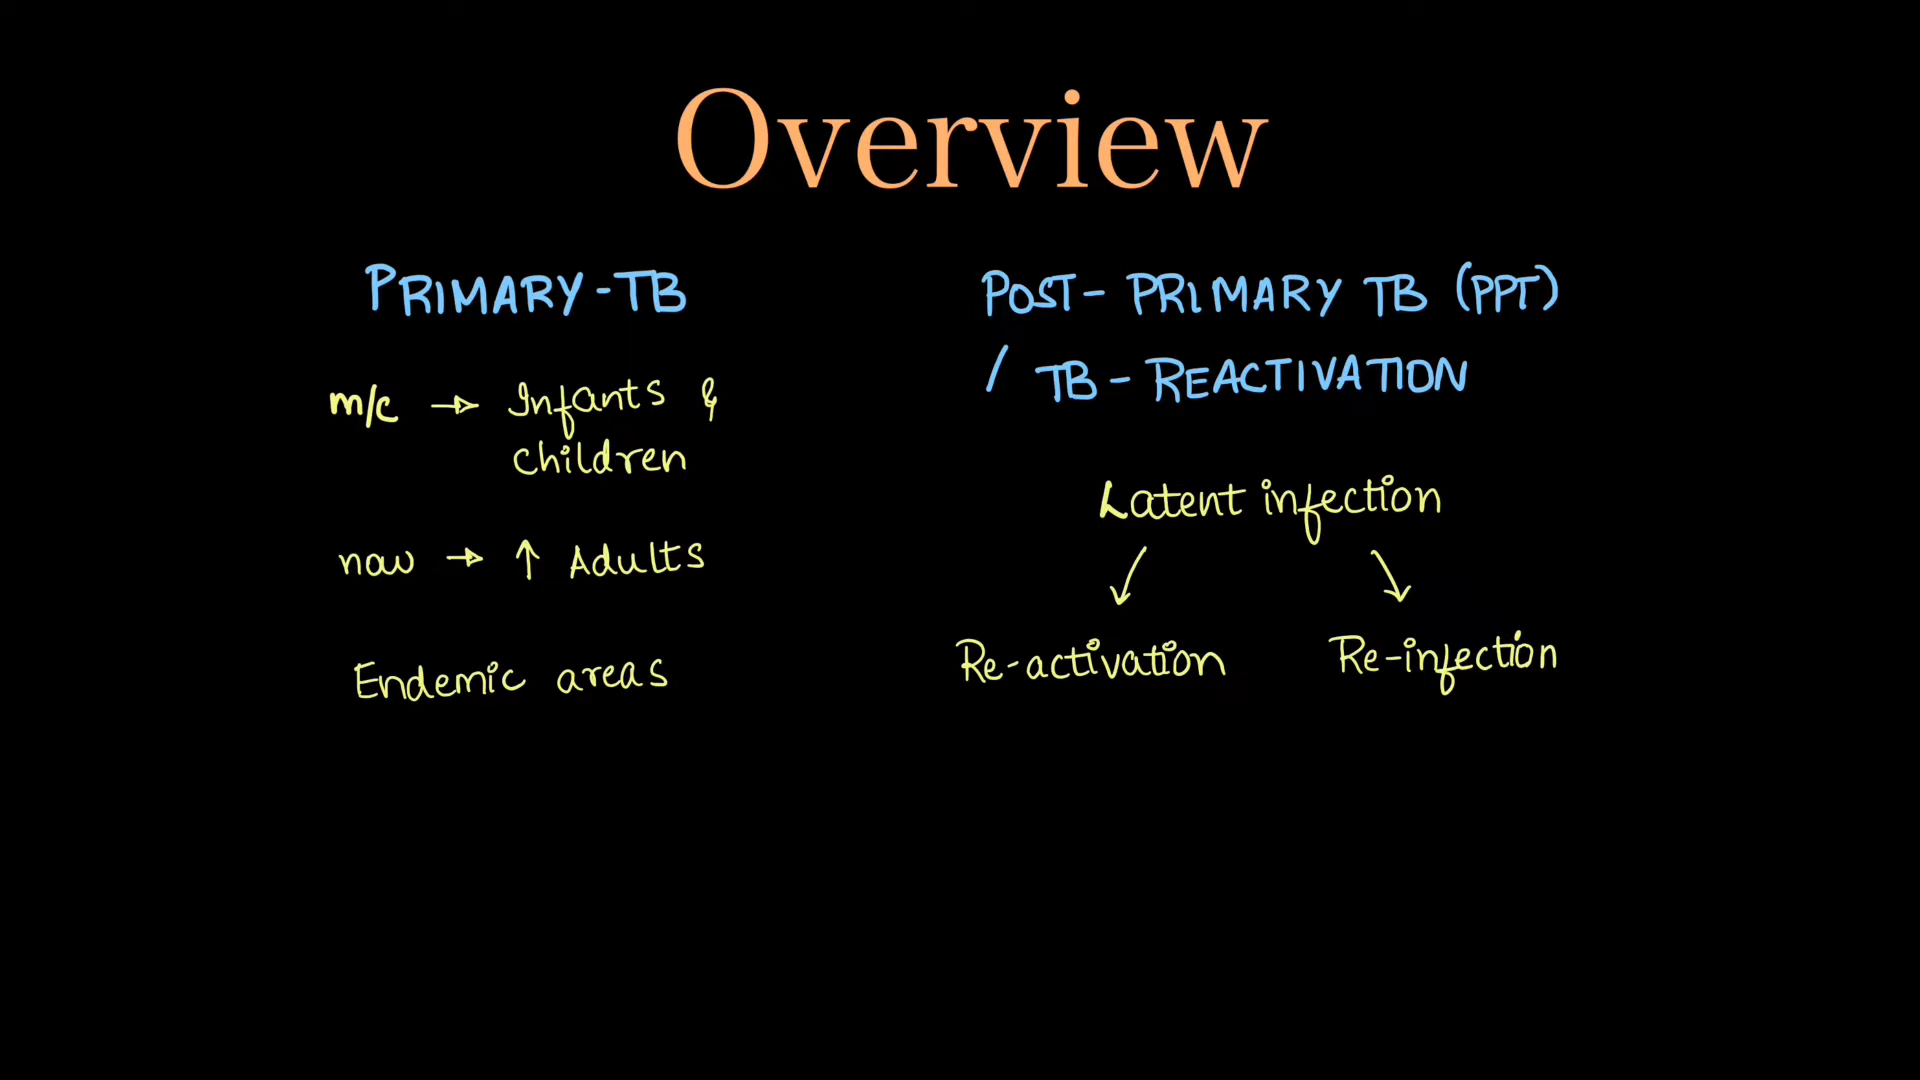 Overview
PRIMARY-TB
m/c → Infants &
children
now → ↑ Adults
Endemic areas
POST-PRIMARY TB (PPT)
/ TB-REACTIVATION
Latent infection
Re-activation
Re-infection